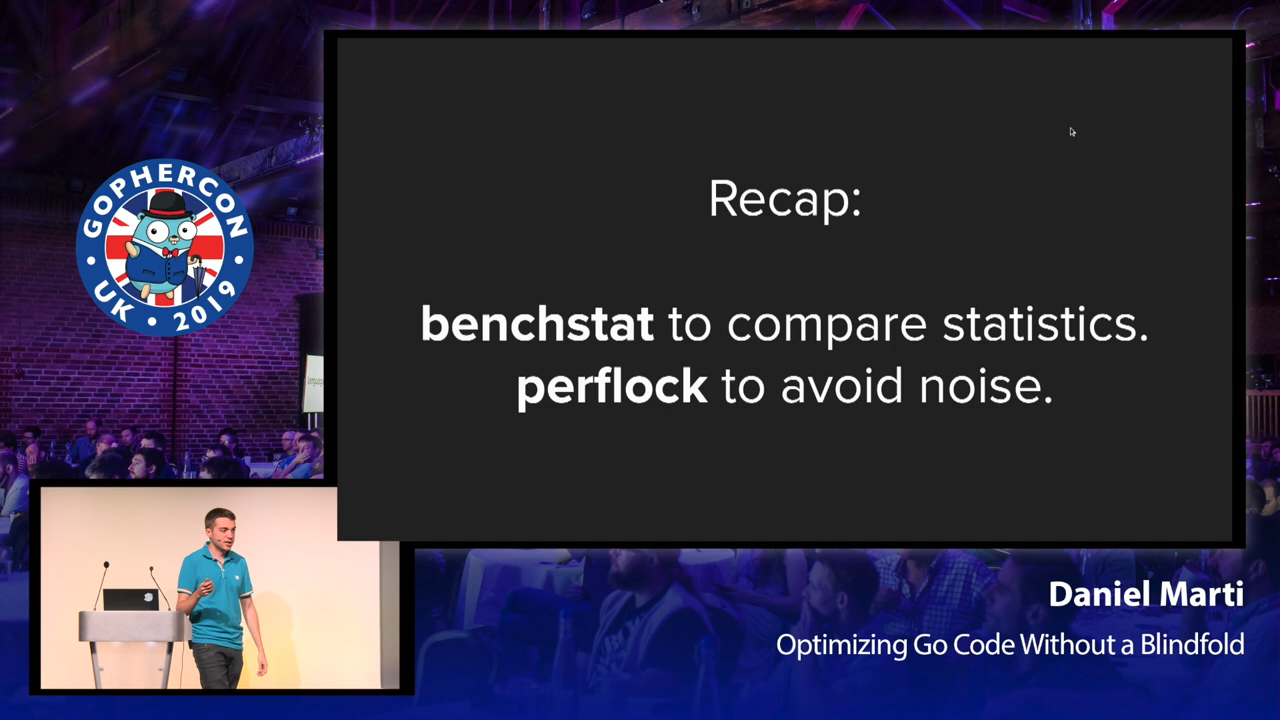 GOPHERCON
UK • 2019
Recap:
benchstat to compare statistics.
perflock to avoid noise.
Daniel Marti
Optimizing Go Code Without a Blindfold